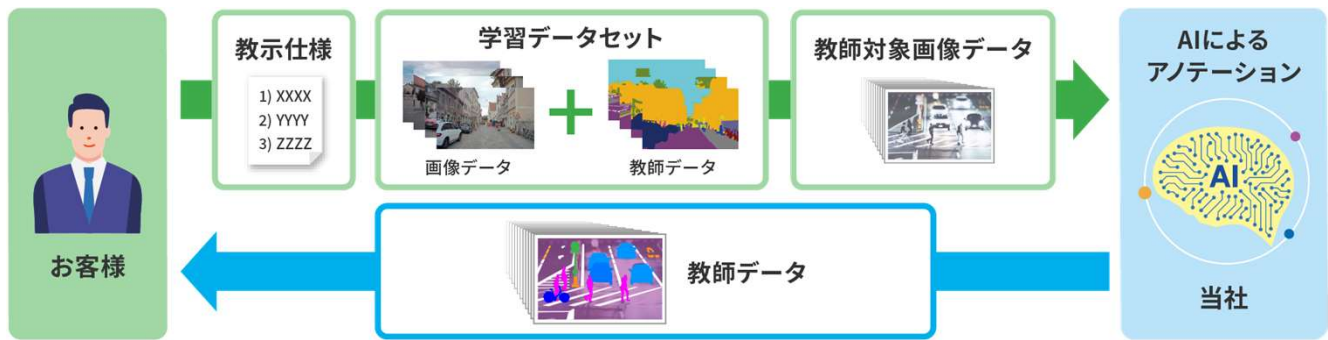 お客様
教示仕様
1) XXXX
2) YYYY
3) ZZZZ
学習データセット
画像データ
教師データ
教師対象画像データ
AIによる
アノテーション
AI
当社
教師データ